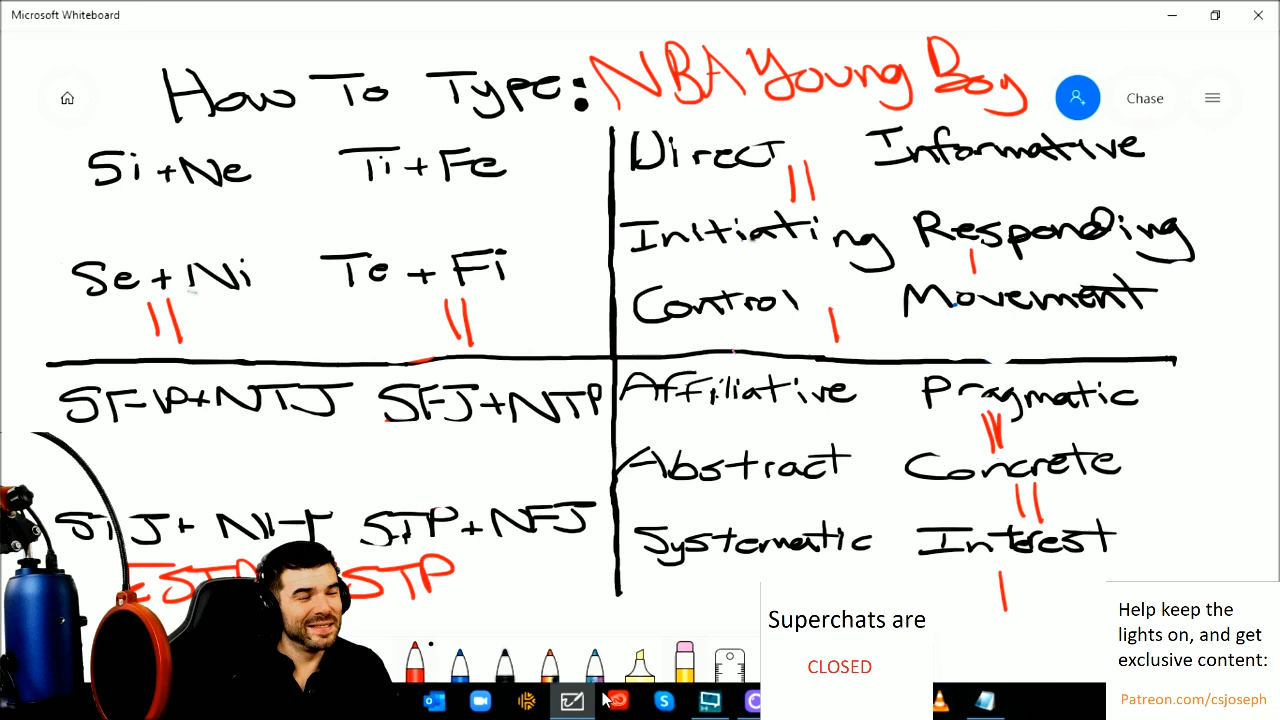 Microsoft Whiteboard
How To Type: NBA Young Boy
Chase
Si + Ne Ti + Fe
Se + Ni Te + Fi
Direct Informative
Initiating Responding
Control Movement
SFP + NTJ SFJ + NTP
STJ + NFP STP + NFJ
Affiliative Pragmatic
Abstract Concrete
Systematic Interest
Superchats are
CLOSED
Help keep the
lights on, and get
exclusive content:
Patreon.com/csjoseph